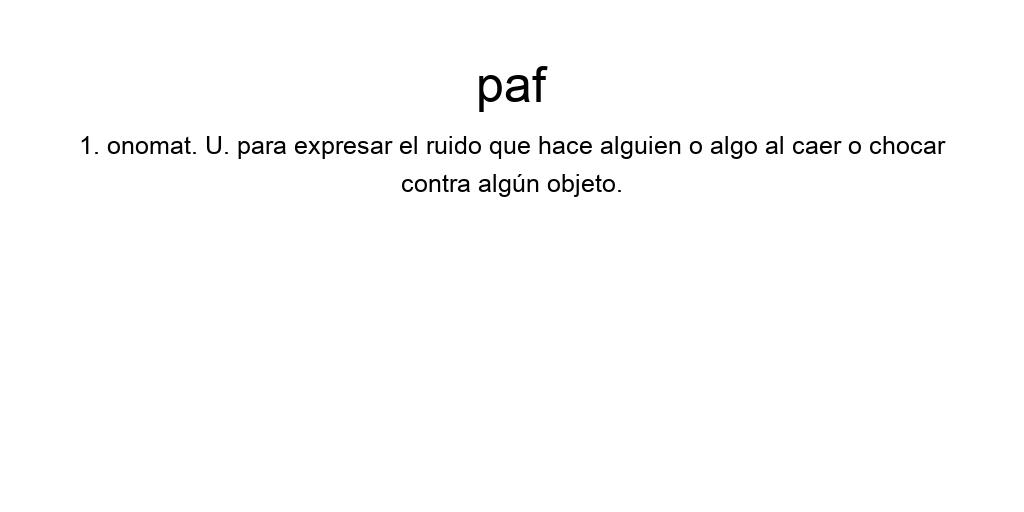 paf
1. onomat. U. para expresar el ruido que hace alguien o algo al caer o chocar
contra algún objeto.